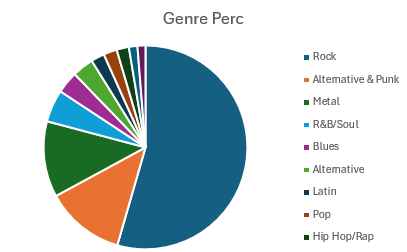 Genre Perc
Rock
Alternative & Punk
Metal
R&B/Soul
Blues
Alternative
Latin
Pop
Hip Hop/Rap